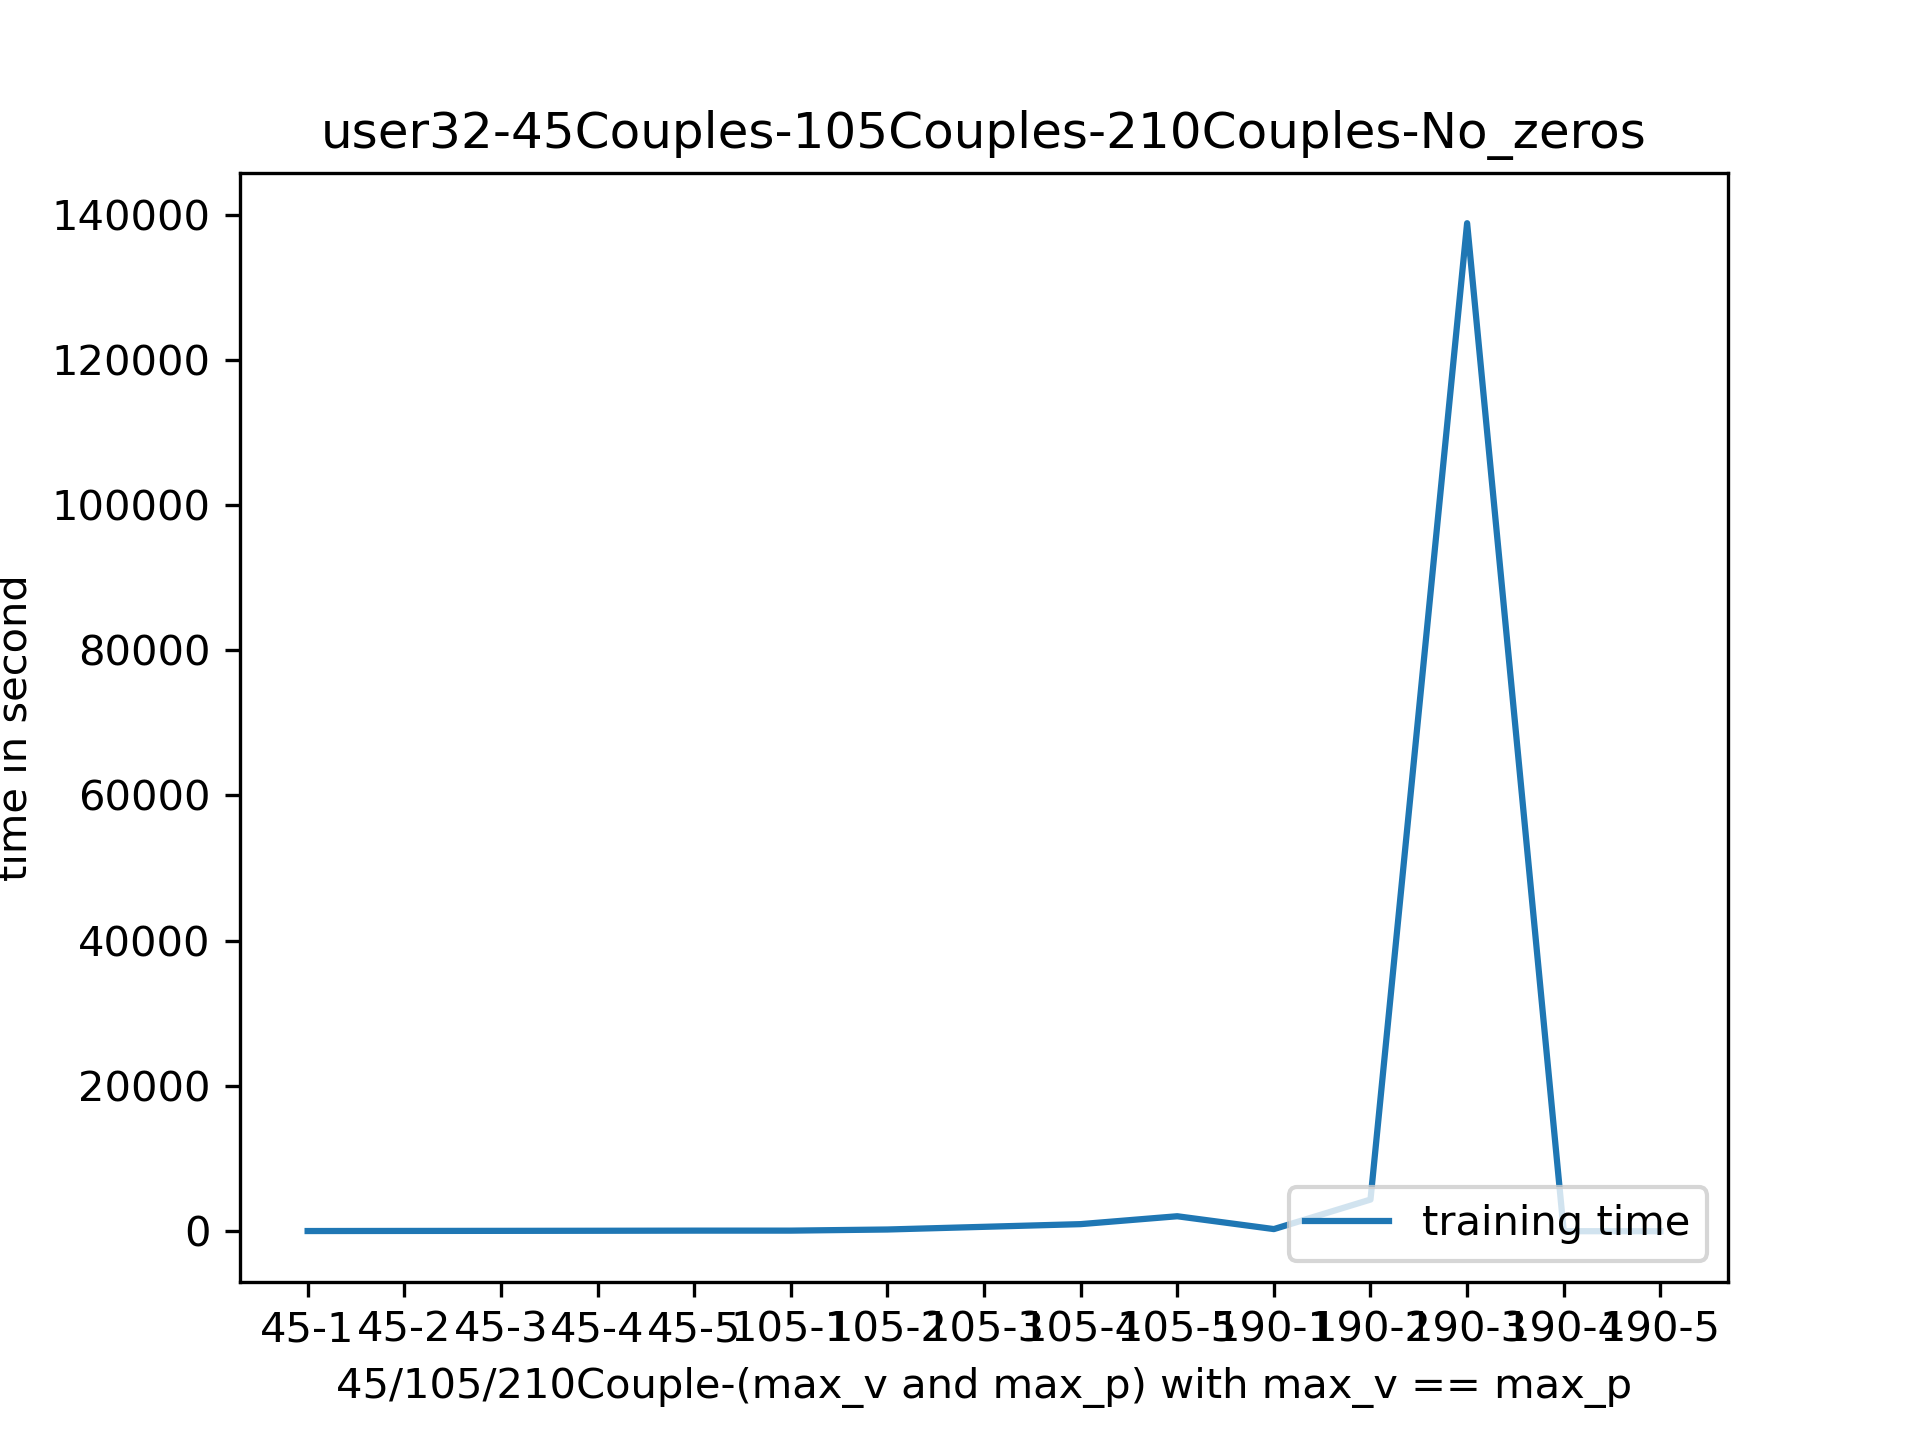 user32-45Couples-105Couples-210Couples-No_zeros
140000
120000
100000
80000
60000
40000
20000
0
time in second
training time
45-1 45-2 45-3 45-4 45-5 105-1 105-2 105-3 105-4 105-5 190-1 190-2 190-3 190-4 190-5
45/105/210Couple-(max_v and max_p) with max_v == max_p